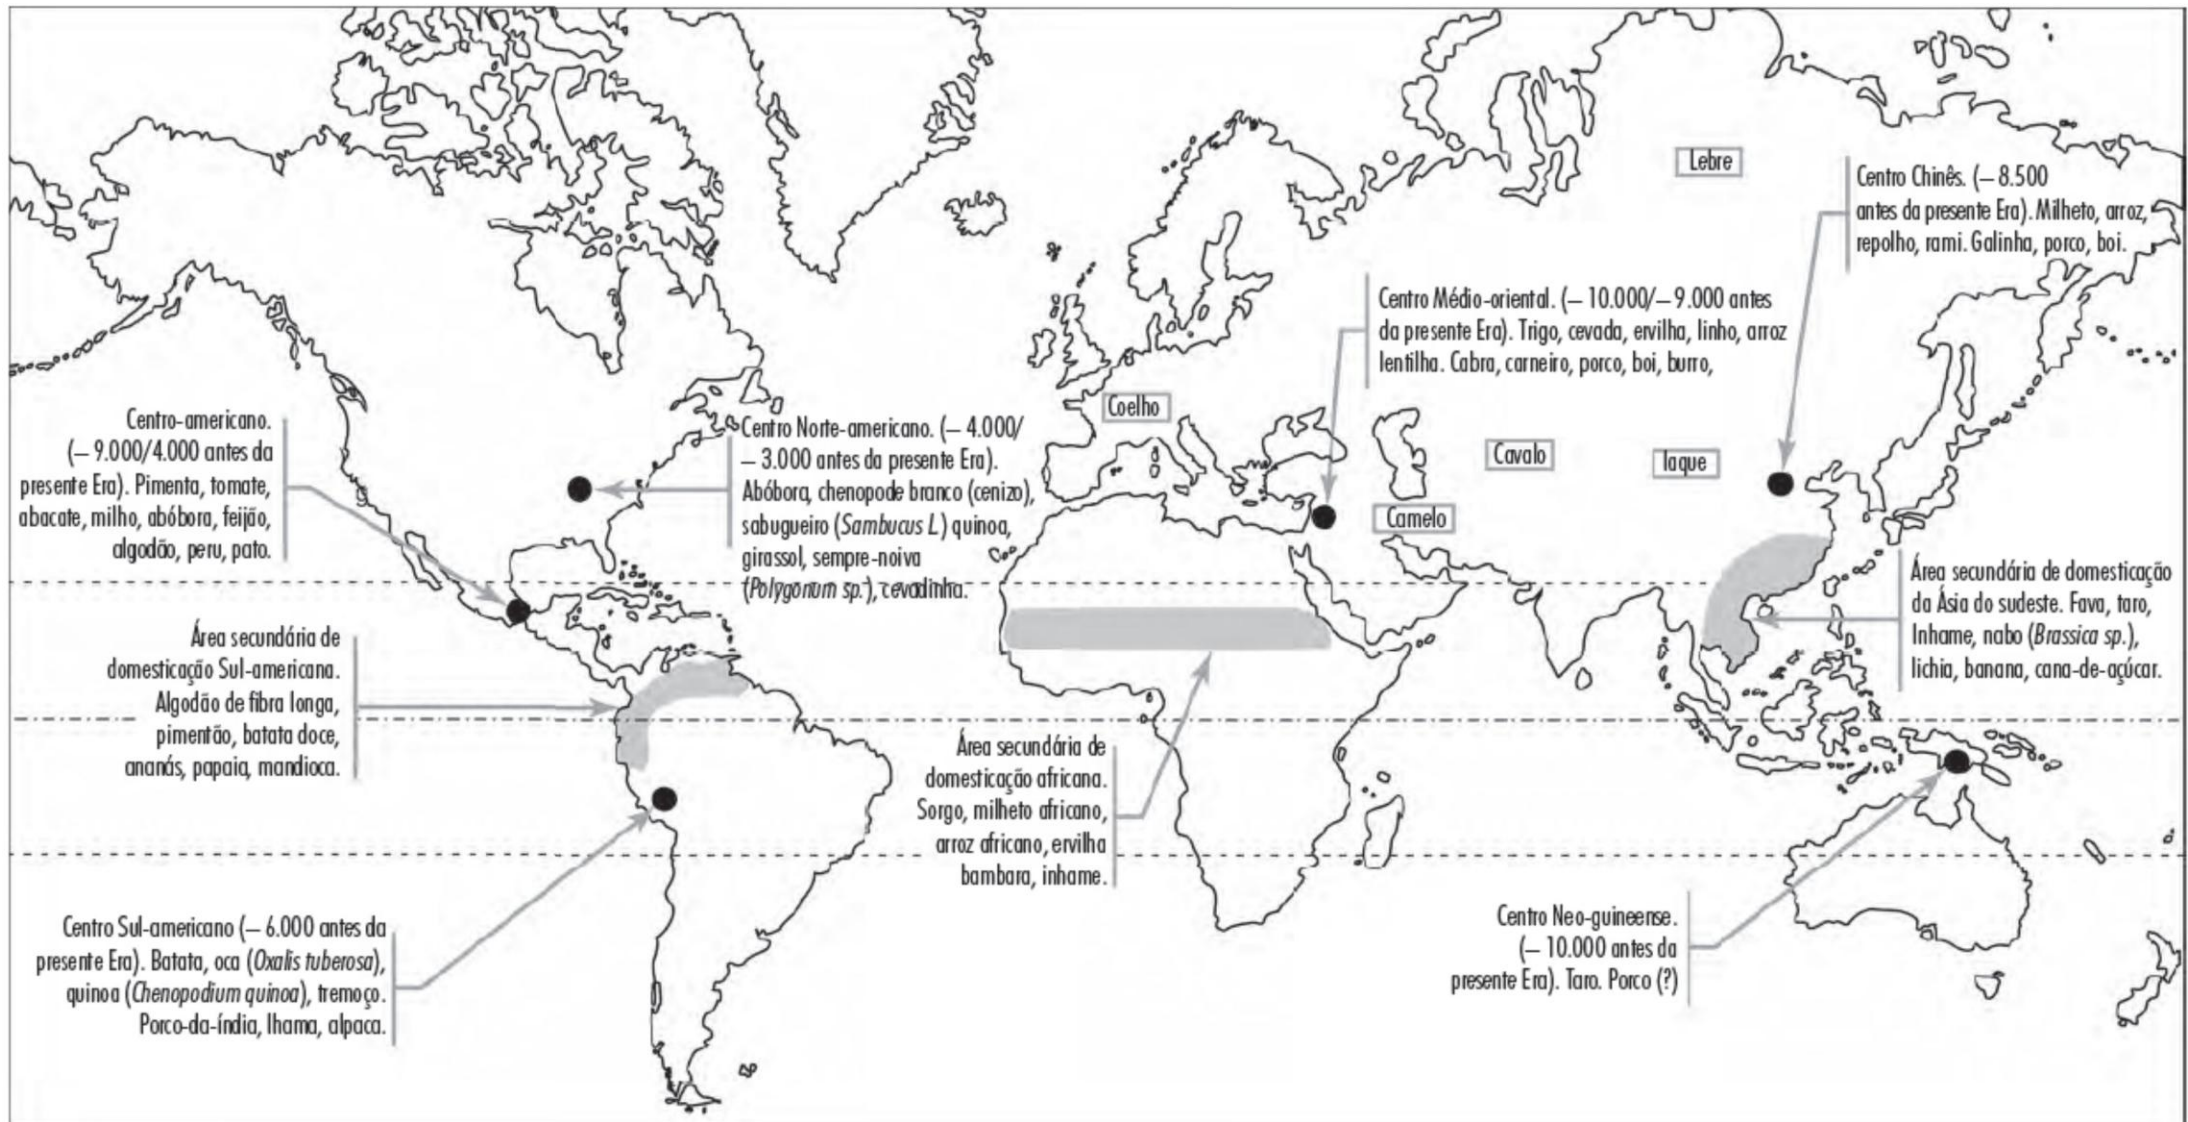 Lebre
Centro Chinês. (– 8.500
antes da presente Era). Milheto, arroz,
repolho, rami. Galinha, porco, boi.
Centro Médio-oriental. (– 10.000/– 9.000 antes
da presente Era). Trigo, cevada, ervilha, linho, arroz
lentilha. Cabra, carneiro, porco, boi, burro,
Coelho
Cavalo
Iaque
Camelo
Centro-americano.
(– 9.000/4.000 antes da
presente Era). Pimenta, tomate,
abacate, milho, abóbora, feijão,
algodão, peru, pato.
Centro Norte-americano. (– 4.000/
– 3.000 antes da presente Era).
Abóbora, chenopode branco (cenizo),
sabugueiro (Sambucus L) quinoa,
girassol, sempre-noiva
(Polygonum sp.), cevadinha.
Área secundária de domesticação
da Ásia do sudeste. Fava, taro,
Inhame, nabo (Brassica sp.),
lichia, banana, cana-de-açúcar.
Área secundária de
domesticação Sul-americana.
Algodão de fibra longa,
pimentão, batata doce,
ananás, papaia, mandioca.
Área secundária de
domesticação africana.
Sorgo, milheto africano,
arroz africano, ervilha
bambara, inhame.
Centro Sul-americano (– 6.000 antes da
presente Era). Batata, oca (Oxalis tuberosa),
quinoa (Chenopodium quinoa), tremoço.
Porco-da-índia, lhama, alpaca.
Centro Neo-guineense.
(– 10.000 antes da
presente Era). Taro. Porco (?)